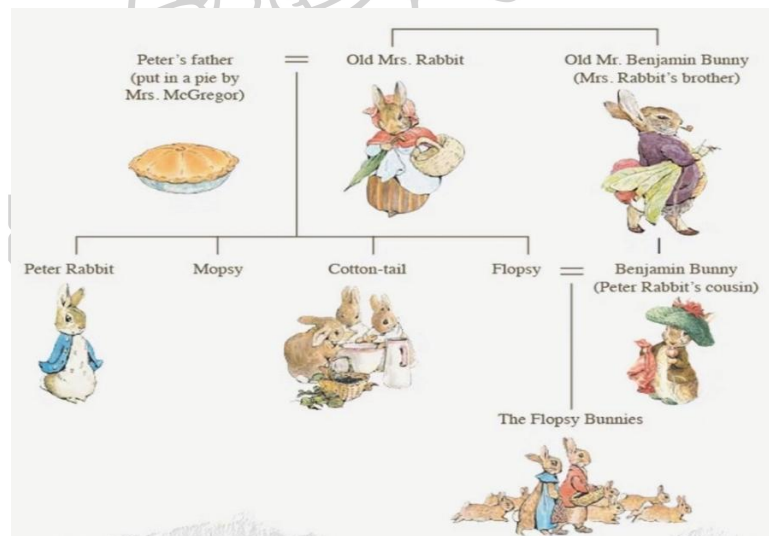 Peter's father
(put in a pie by
Mrs. McGregor)
Old Mrs. Rabbit
Old Mr. Benjamin Bunny
(Mrs. Rabbit's brother)
Peter Rabbit
Mopsy
Cotton-tail
Flopsy
Benjamin Bunny
(Peter Rabbit's cousin)
The Flopsy Bunnies